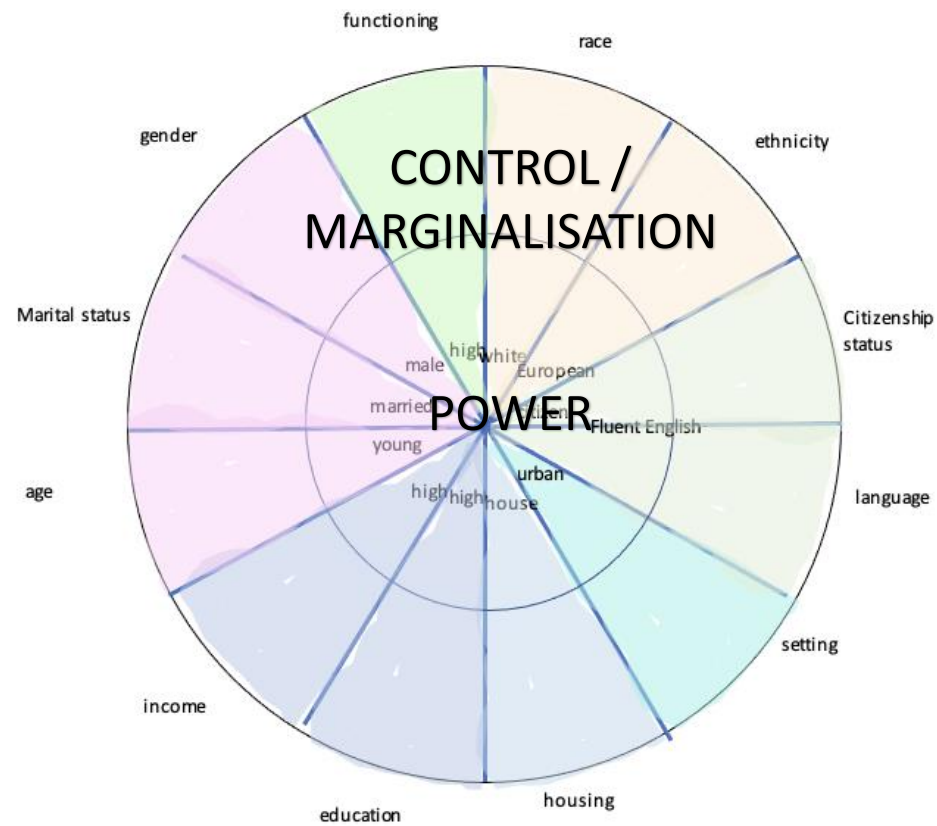 functioning
race
gender
ethnicity
CONTROL /
MARGINALISATION
Marital status
Citizenship
status
high
white
male
European
married
citizen
POWER
Fluent English
young
urban
high
high
house
age
language
setting
income
housing
education